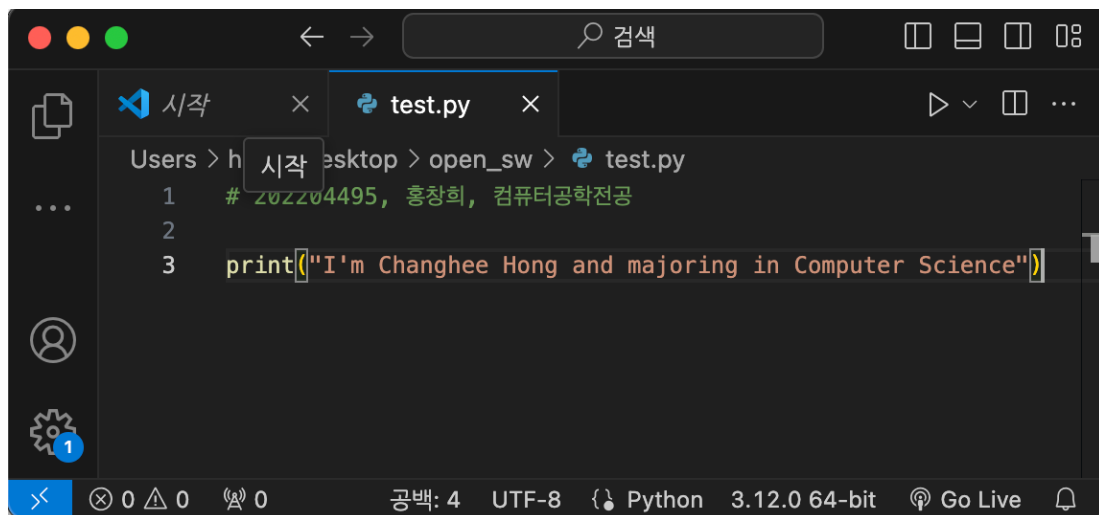 검색
시작
test.py
Users > h > esktop > open_sw > test.py
시작
1 # 202204495, 홍창희, 컴퓨터공학전공
2
3 print("I'm Changhee Hong and majoring in Computer Science")
1
0 0 0 공백: 4 UTF-8 Python 3.12.0 64-bit Go Live